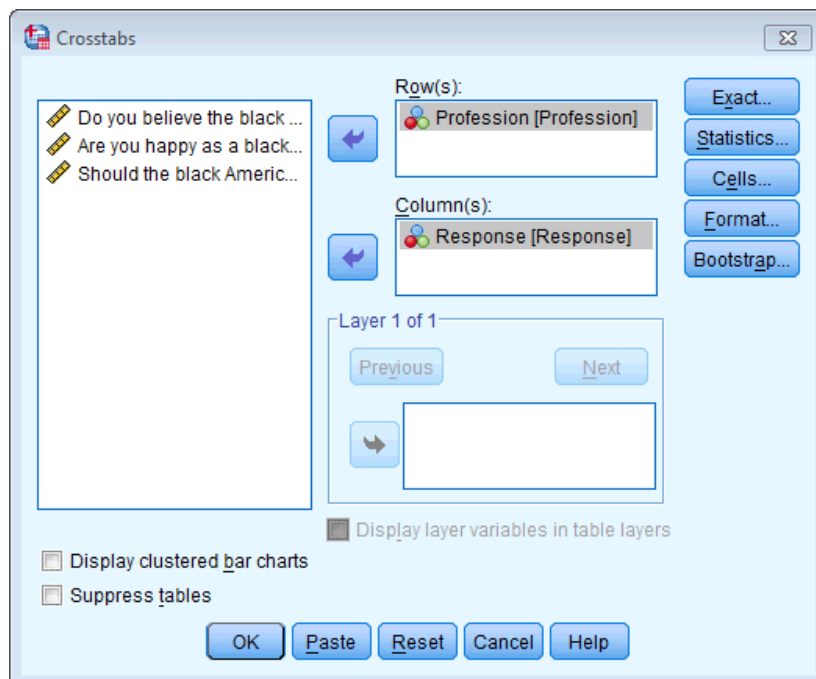 Crosstabs
Do you believe the black ...
Are you happy as a black...
Should the black Americ...
Row(s):
Profession [Profession]
Column(s):
Response [Response]
Layer 1 of 1
Previous
Next
Display layer variables in table layers
Exact...
Statistics...
Cells...
Format...
Bootstrap...
Display clustered bar charts
Suppress tables
OK
Paste
Reset
Cancel
Help